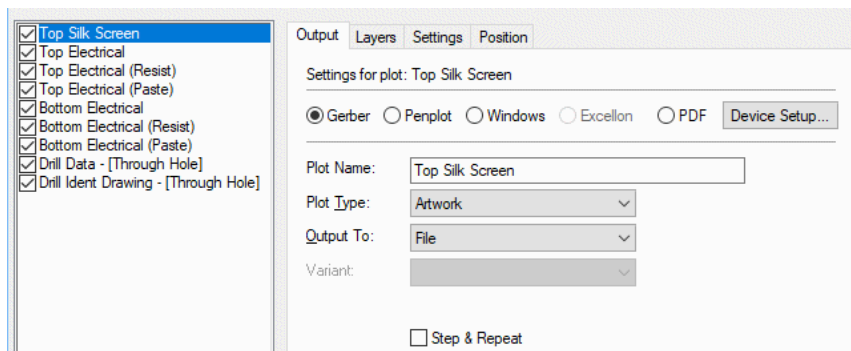 Top Silk Screen
Top Electrical
Top Electrical (Resist)
Top Electrical (Paste)
Bottom Electrical
Bottom Electrical (Resist)
Bottom Electrical (Paste)
Drill Data - [Through Hole]
Drill Ident Drawing - [Through Hole]
Output Layers Settings Position
Settings for plot: Top Silk Screen
Gerber Penplot Windows Excellon PDF Device Setup...
Plot Name: Top Silk Screen
Plot Type: Artwork
Output To: File
Variant:
Step & Repeat